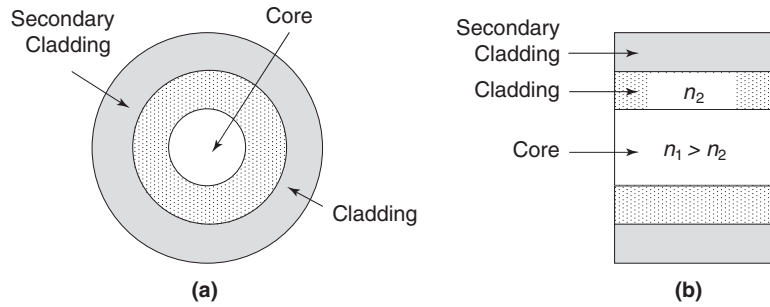 Secondary
Cladding
Core
Cladding
(a)
Secondary
Cladding
Cladding
n2
Core
n1 > n2
(b)